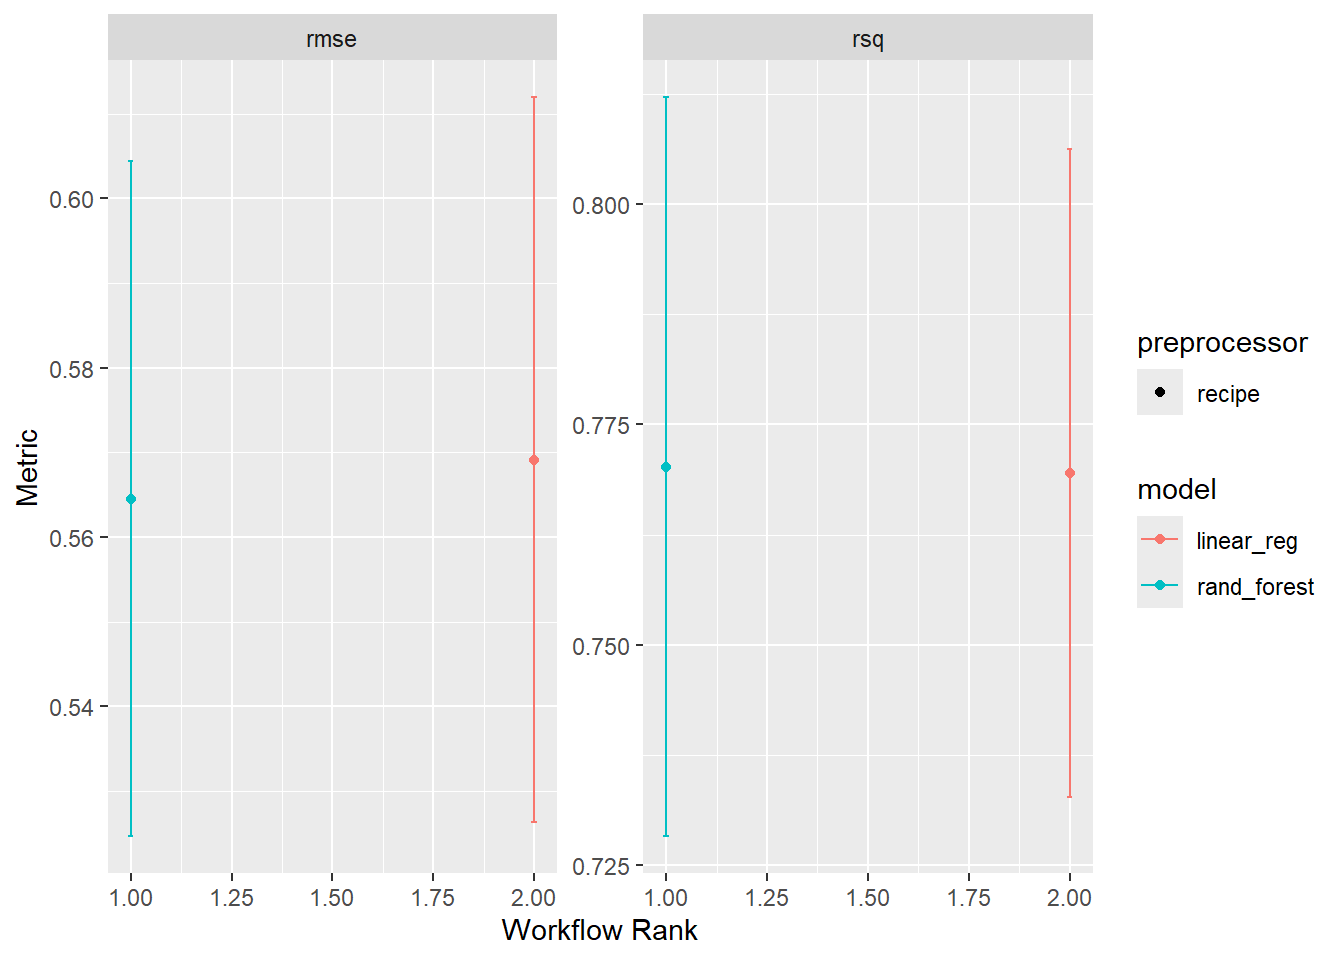 rmse
rsq
Metric
0.60
0.58
0.56
0.54
0.800
0.775
0.750
0.725
1.00 1.25 1.50 1.75 2.00
1.00 1.25 1.50 1.75 2.00
Workflow Rank
preprocessor
recipe
model
linear_reg
rand_forest